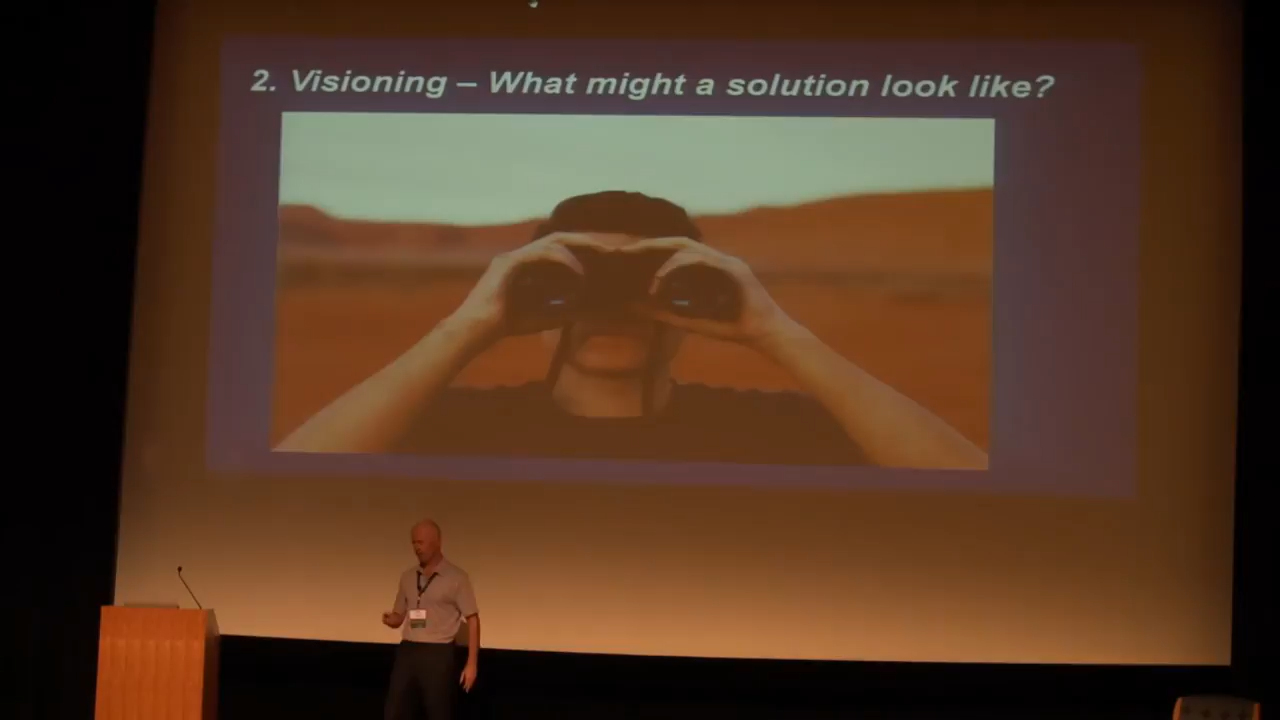 2. Visioning – What might a solution look like?